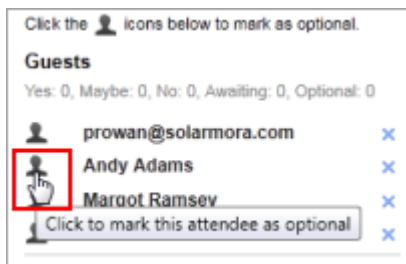 Click the icons below to mark as optional.
Guests
Yes: 0, Maybe: 0, No: 0, Awaiting: 0, Optional: 0
prowan@solarmora.com
Andy Adams
Margot Ramsey
Click to mark this attendee as optional